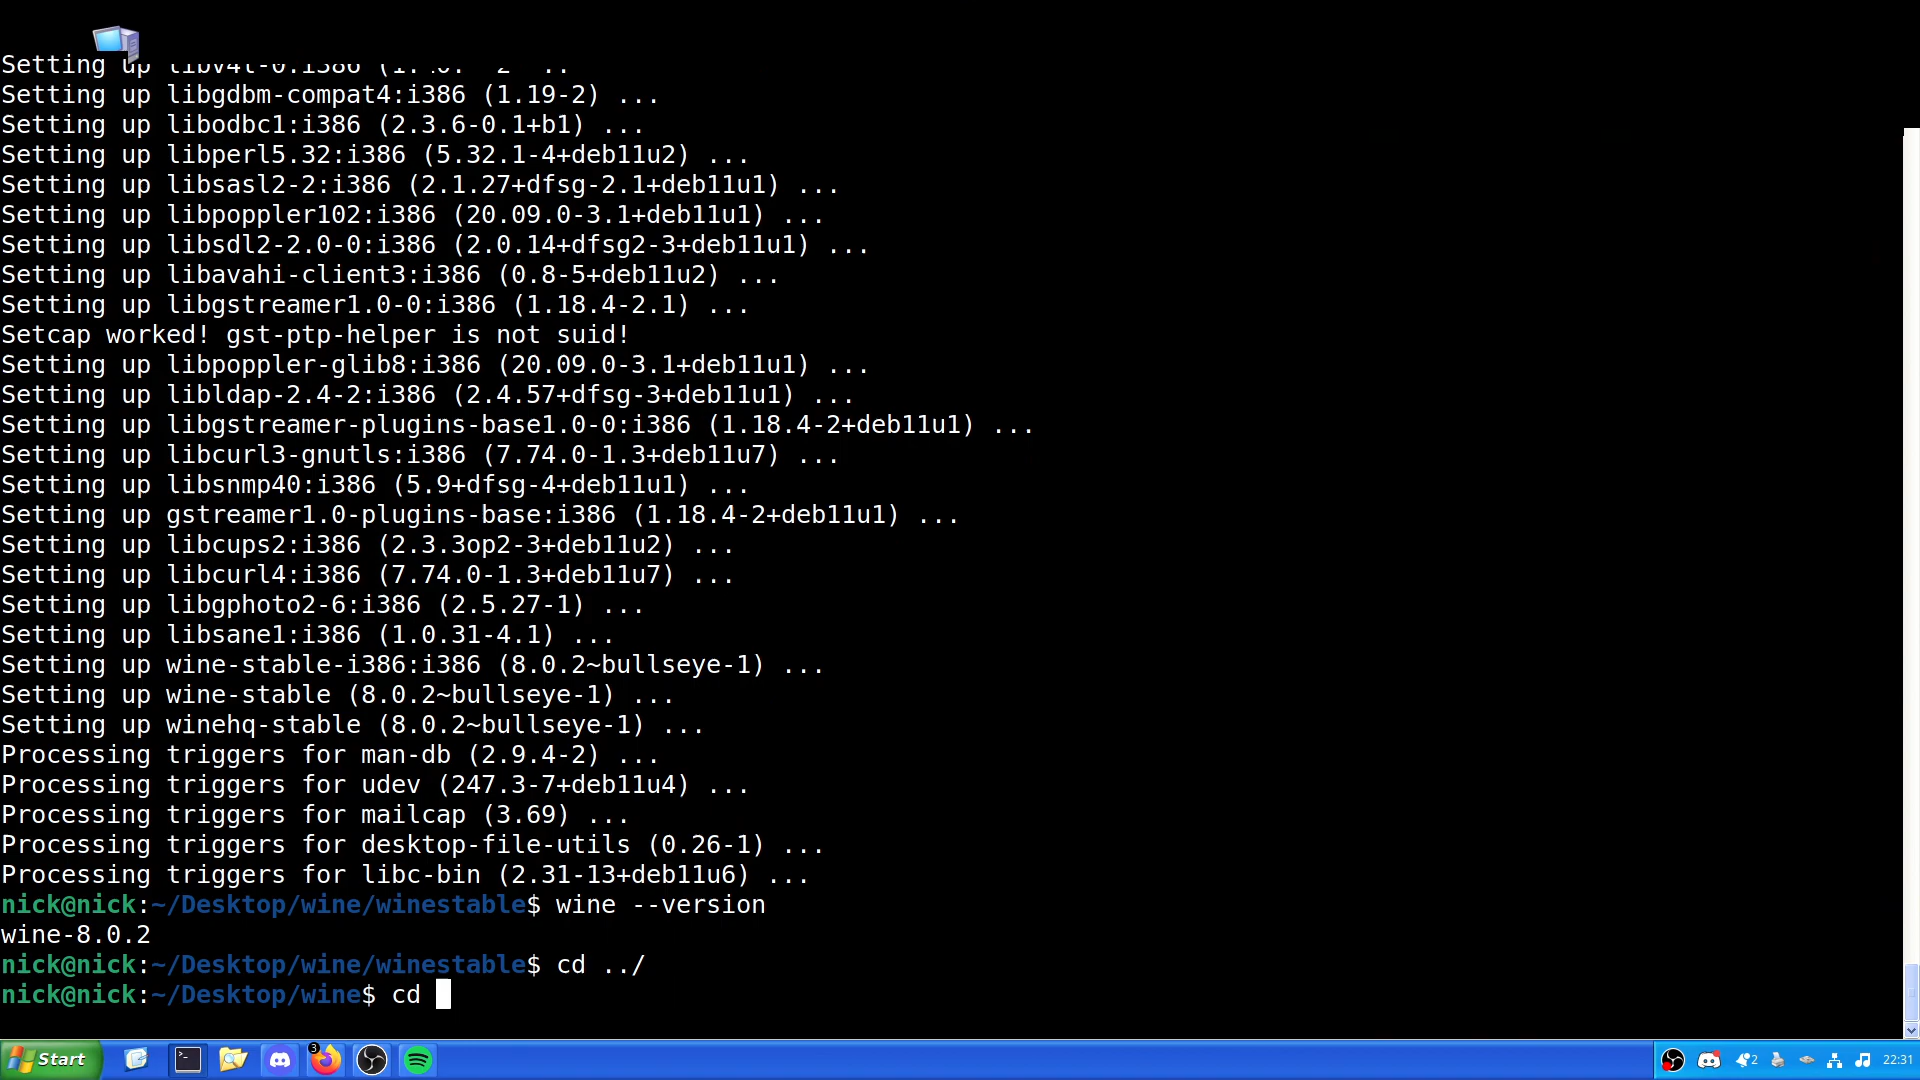 Setting up libv4l-0:i386
Setting up libgdbm-compat4:i386 (1.19-2) ...
Setting up libodbc1:i386 (2.3.6-0.1+b1) ...
Setting up libperl5.32:i386 (5.32.1-4+deb11u2) ...
Setting up libsasl2-2:i386 (2.1.27+dfsg-2.1+deb11u1) ...
Setting up libpoppler102:i386 (20.09.0-3.1+deb11u1) ...
Setting up libsdl2-2.0-0:i386 (2.0.14+dfsg2-3+deb11u1) ...
Setting up libavahi-client3:i386 (0.8-5+deb11u2) ...
Setting up libgstreamer1.0-0:i386 (1.18.4-2.1) ...
Setcap worked! gst-ptp-helper is not suid!
Setting up libpoppler-glib8:i386 (20.09.0-3.1+deb11u1) ...
Setting up libldap-2.4-2:i386 (2.4.57+dfsg-3+deb11u1) ...
Setting up libgstreamer-plugins-base1.0-0:i386 (1.18.4-2+deb11u1) ...
Setting up libcurl3-gnutls:i386 (7.74.0-1.3+deb11u7) ...
Setting up libsnmp40:i386 (5.9+dfsg-4+deb11u1) ...
Setting up gstreamer1.0-plugins-base:i386 (1.18.4-2+deb11u1) ...
Setting up libcups2:i386 (2.3.3op2-3+deb11u2) ...
Setting up libcurl4:i386 (7.74.0-1.3+deb11u7) ...
Setting up libgphoto2-6:i386 (2.5.27-1) ...
Setting up libsane1:i386 (1.0.31-4.1) ...
Setting up wine-stable-i386:i386 (8.0.2~bullseye-1) ...
Setting up wine-stable (8.0.2~bullseye-1) ...
Setting up winehq-stable (8.0.2~bullseye-1) ...
Processing triggers for man-db (2.9.4-2) ...
Processing triggers for udev (247.3-7+deb11u4) ...
Processing triggers for mailcap (3.69) ...
Processing triggers for desktop-file-utils (0.26-1) ...
Processing triggers for libc-bin (2.31-13+deb11u6) ...
nick@nick:~/Desktop/wine/winestable$ wine --version
wine-8.0.2
nick@nick:~/Desktop/wine/winestable$ cd ../
nick@nick:~/Desktop/wine$ cd
Start 3 2 22:31